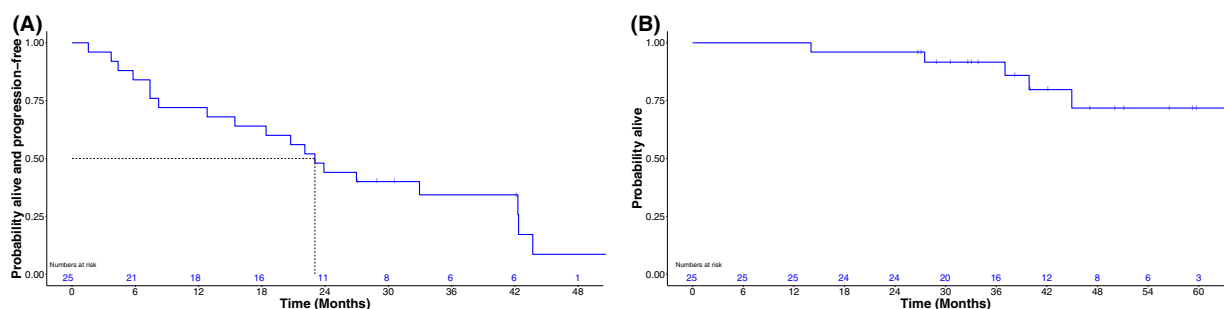 (A)
Probability alive and progression–free
1.00
0.75
0.50
0.25
0.00
Numbers at risk
25 21 18 16 11 8 6 6 1
0 6 12 18 24 30 36 42 48
Time (Months)
(B)
Probability alive
1.00
0.75
0.50
0.25
0.00
Numbers at risk
25 25 25 24 24 20 16 12 8 6 3
0 6 12 18 24 30 36 42 48 54 60
Time (Months)